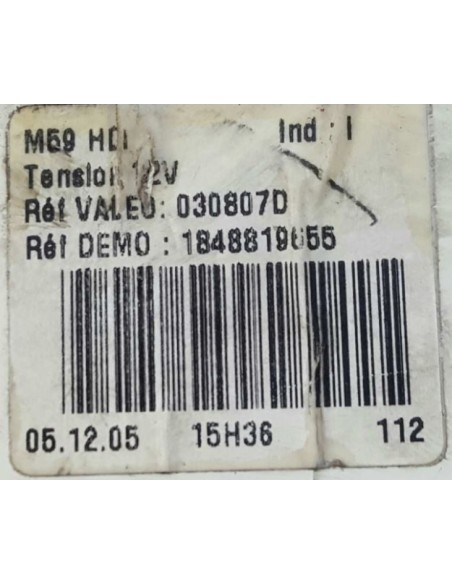 M59 HDI Ind : I
Tension 12V
Réf VALEO: 030807D
Réf DEMO : 1848819655
05.12.05 15H36 112